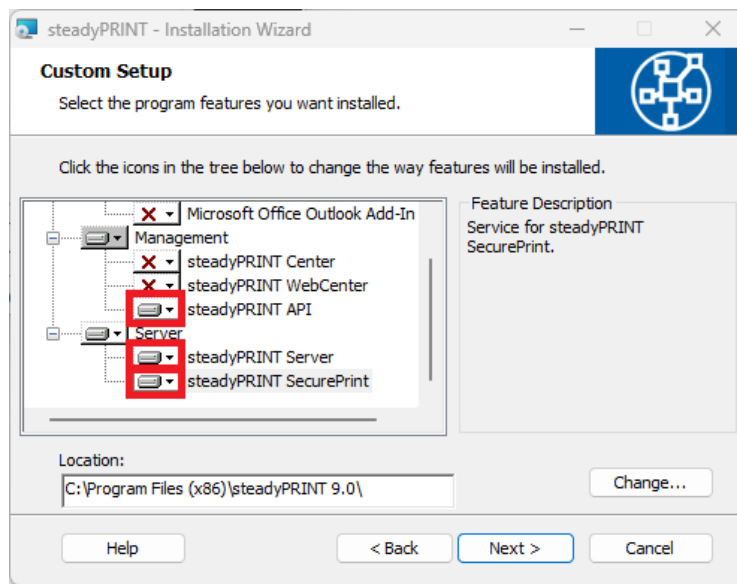 steadyPRINT - Installation Wizard
Custom Setup
Select the program features you want installed.
Click the icons in the tree below to change the way features will be installed.
Microsoft Office Outlook Add-In
Management
steadyPRINT Center
steadyPRINT WebCenter
steadyPRINT API
Server
steadyPRINT Server
steadyPRINT SecurePrint
Feature Description
Service for steadyPRINT
SecurePrint.
Location:
C:\Program Files (x86)\steadyPRINT 9.0\
Change...
Help
< Back
Next >
Cancel